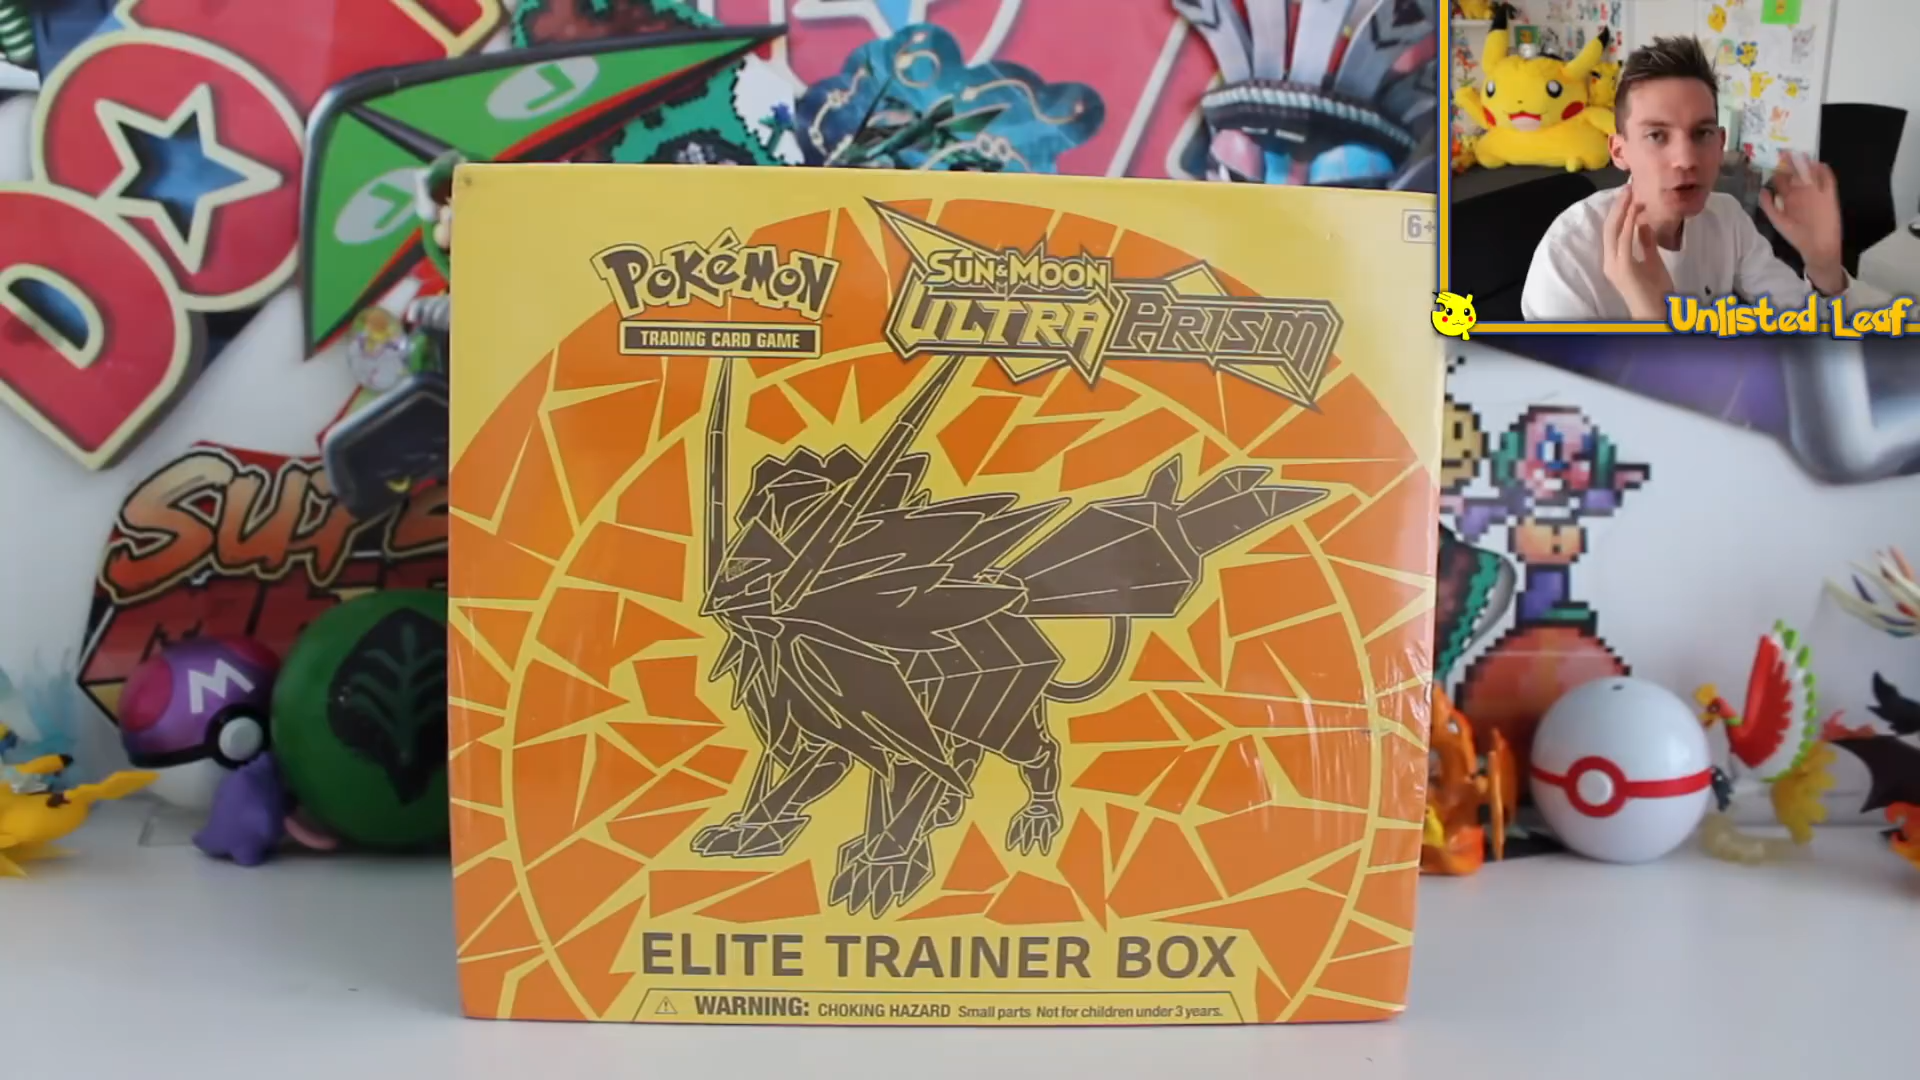 POKéMON
TRADING CARD GAME
SUN & MOON
ULTRA PRISM
6+
Unlisted Leaf
SUPE
M
ELITE TRAINER BOX
WARNING: CHOKING HAZARD Small parts Not for children under 3 years.